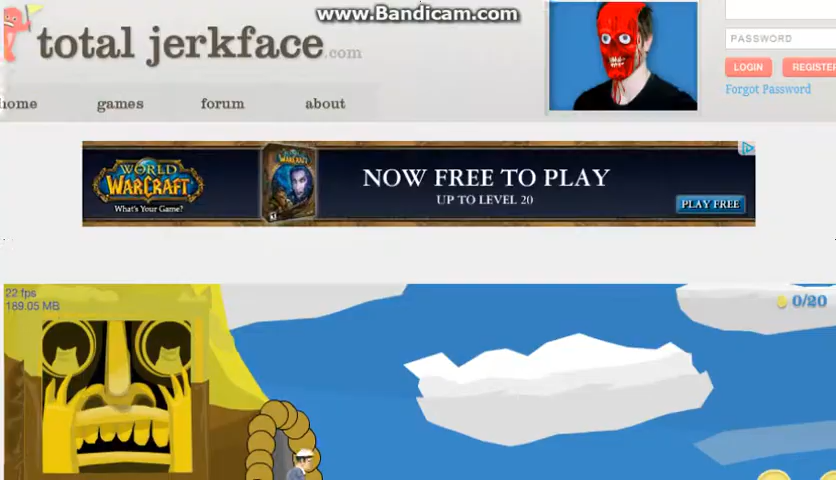 www.Bandicam.com
total jerkface.com
PASSWORD
LOGIN
REGISTER
Forgot Password
home
games
forum
about
WORLD
WARCRAFT
What's Your Game?
WARCRAFT
NOW FREE TO PLAY
UP TO LEVEL 20
PLAY FREE
22 fps
189.05 MB
0/20